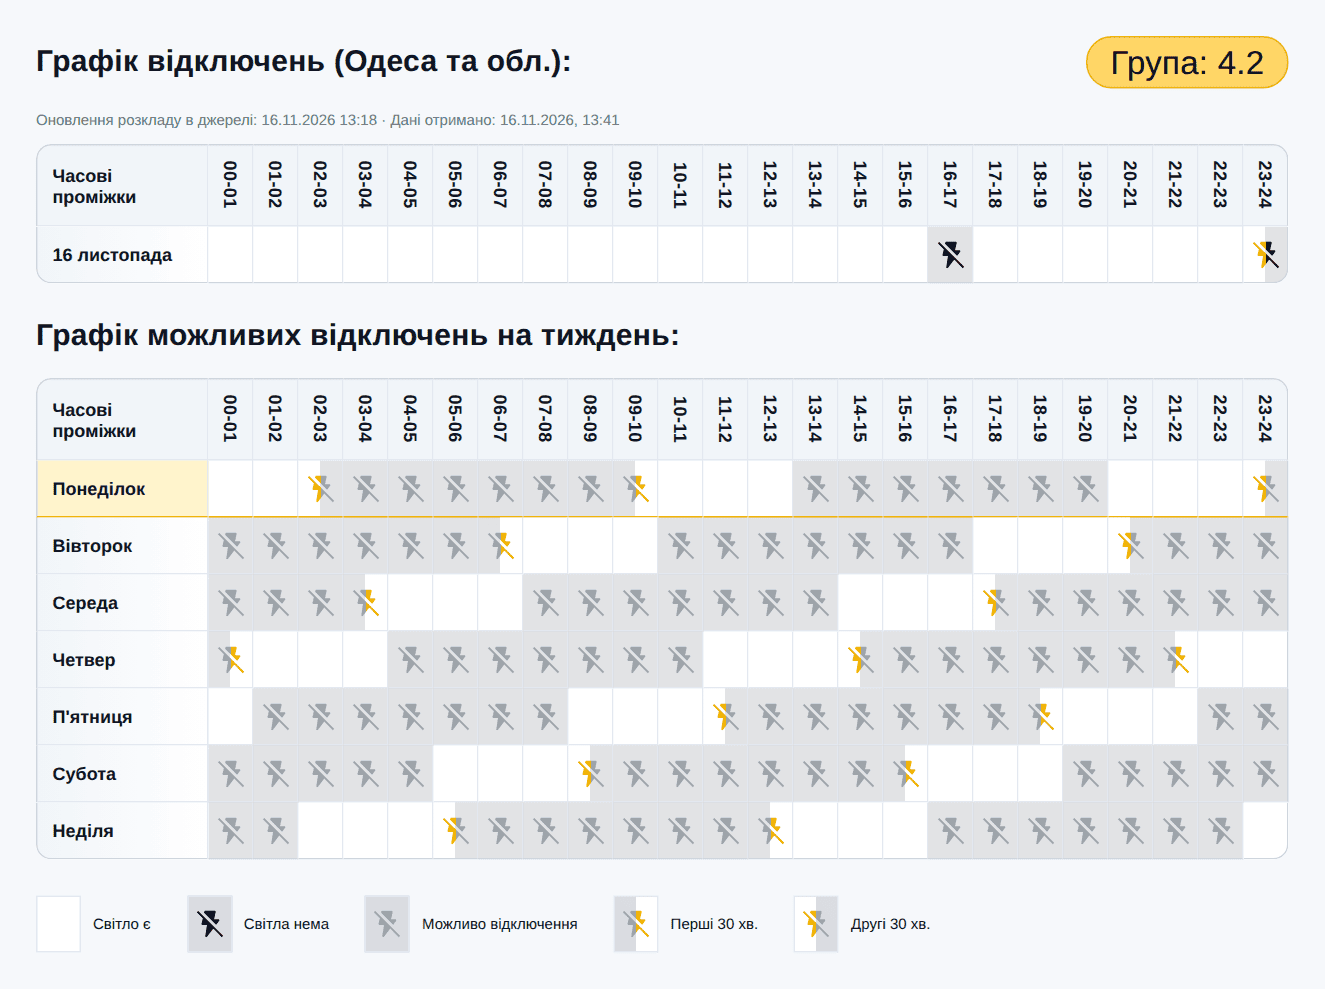 Графік відключень (Одеса та обл.):
Група: 4.2
Оновлення розкладу в джерелі: 16.11.2026 13:18 · Дані отримано: 16.11.2026, 13:41
Часові проміжки 00-01 01-02 02-03 03-04 04-05 05-06 06-07 07-08 08-09 09-10 10-11 11-12 12-13 13-14 14-15 15-16 16-17 17-18 18-19 19-20 20-21 21-22 22-23 23-24
16 листопада
Графік можливих відключень на тиждень:
Часові проміжки 00-01 01-02 02-03 03-04 04-05 05-06 06-07 07-08 08-09 09-10 10-11 11-12 12-13 13-14 14-15 15-16 16-17 17-18 18-19 19-20 20-21 21-22 22-23 23-24
Понеділок
Вівторок
Середа
Четвер
П'ятниця
Субота
Неділя
Світло є Світла нема Можливо відключення Перші 30 хв. Другі 30 хв.